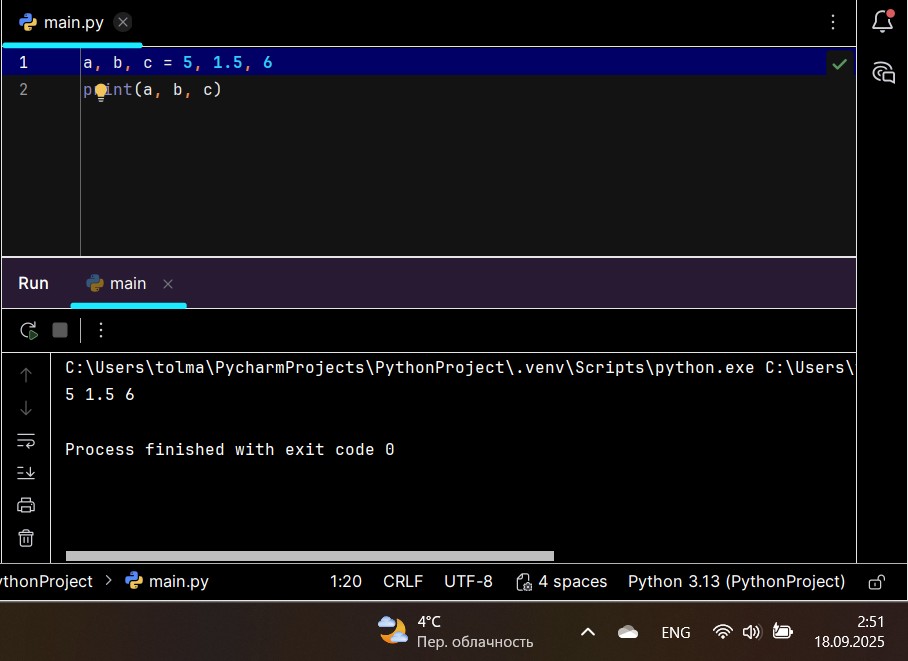 main.py
1 a, b, c = 5, 1.5, 6
2 print(a, b, c)
Run main
C:\Users\tolma\PycharmProjects\PythonProject\.venv\Scripts\python.exe C:\Users\
5 1.5 6
Process finished with exit code 0
ythonProject > main.py 1:20 CRLF UTF-8 4 spaces Python 3.13 (PythonProject)
4°C
Пер. облачность
ENG
2:51
18.09.2025